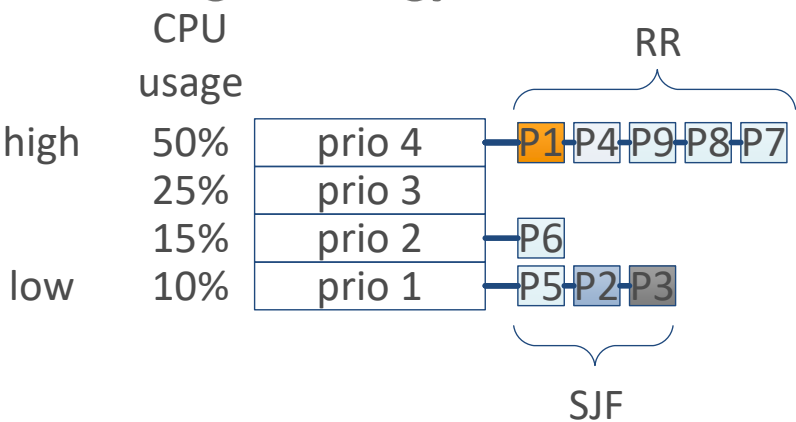 CPU
usage
RR
high 50% prio 4 P1 P4 P9 P8 P7
25% prio 3
15% prio 2 P6
low 10% prio 1 P5 P2 P3
SJF